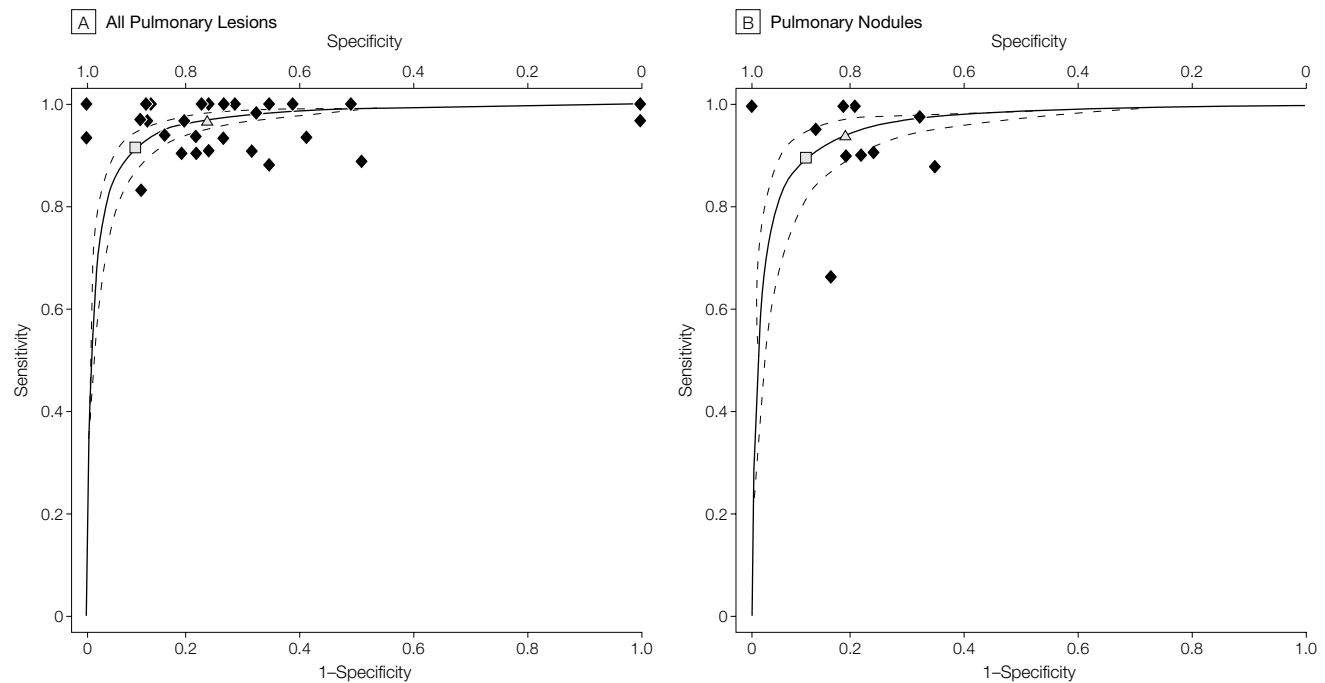 A All Pulmonary Lesions
Specificity
1.0 0.8 0.6 0.4 0.2 0
1.0
0.8
0.6
0.4
0.2
0
Sensitivity
0 0.2 0.4 0.6 0.8 1.0
1–Specificity
B Pulmonary Nodules
Specificity
1.0 0.8 0.6 0.4 0.2 0
1.0
0.8
0.6
0.4
0.2
0
Sensitivity
0 0.2 0.4 0.6 0.8 1.0
1–Specificity